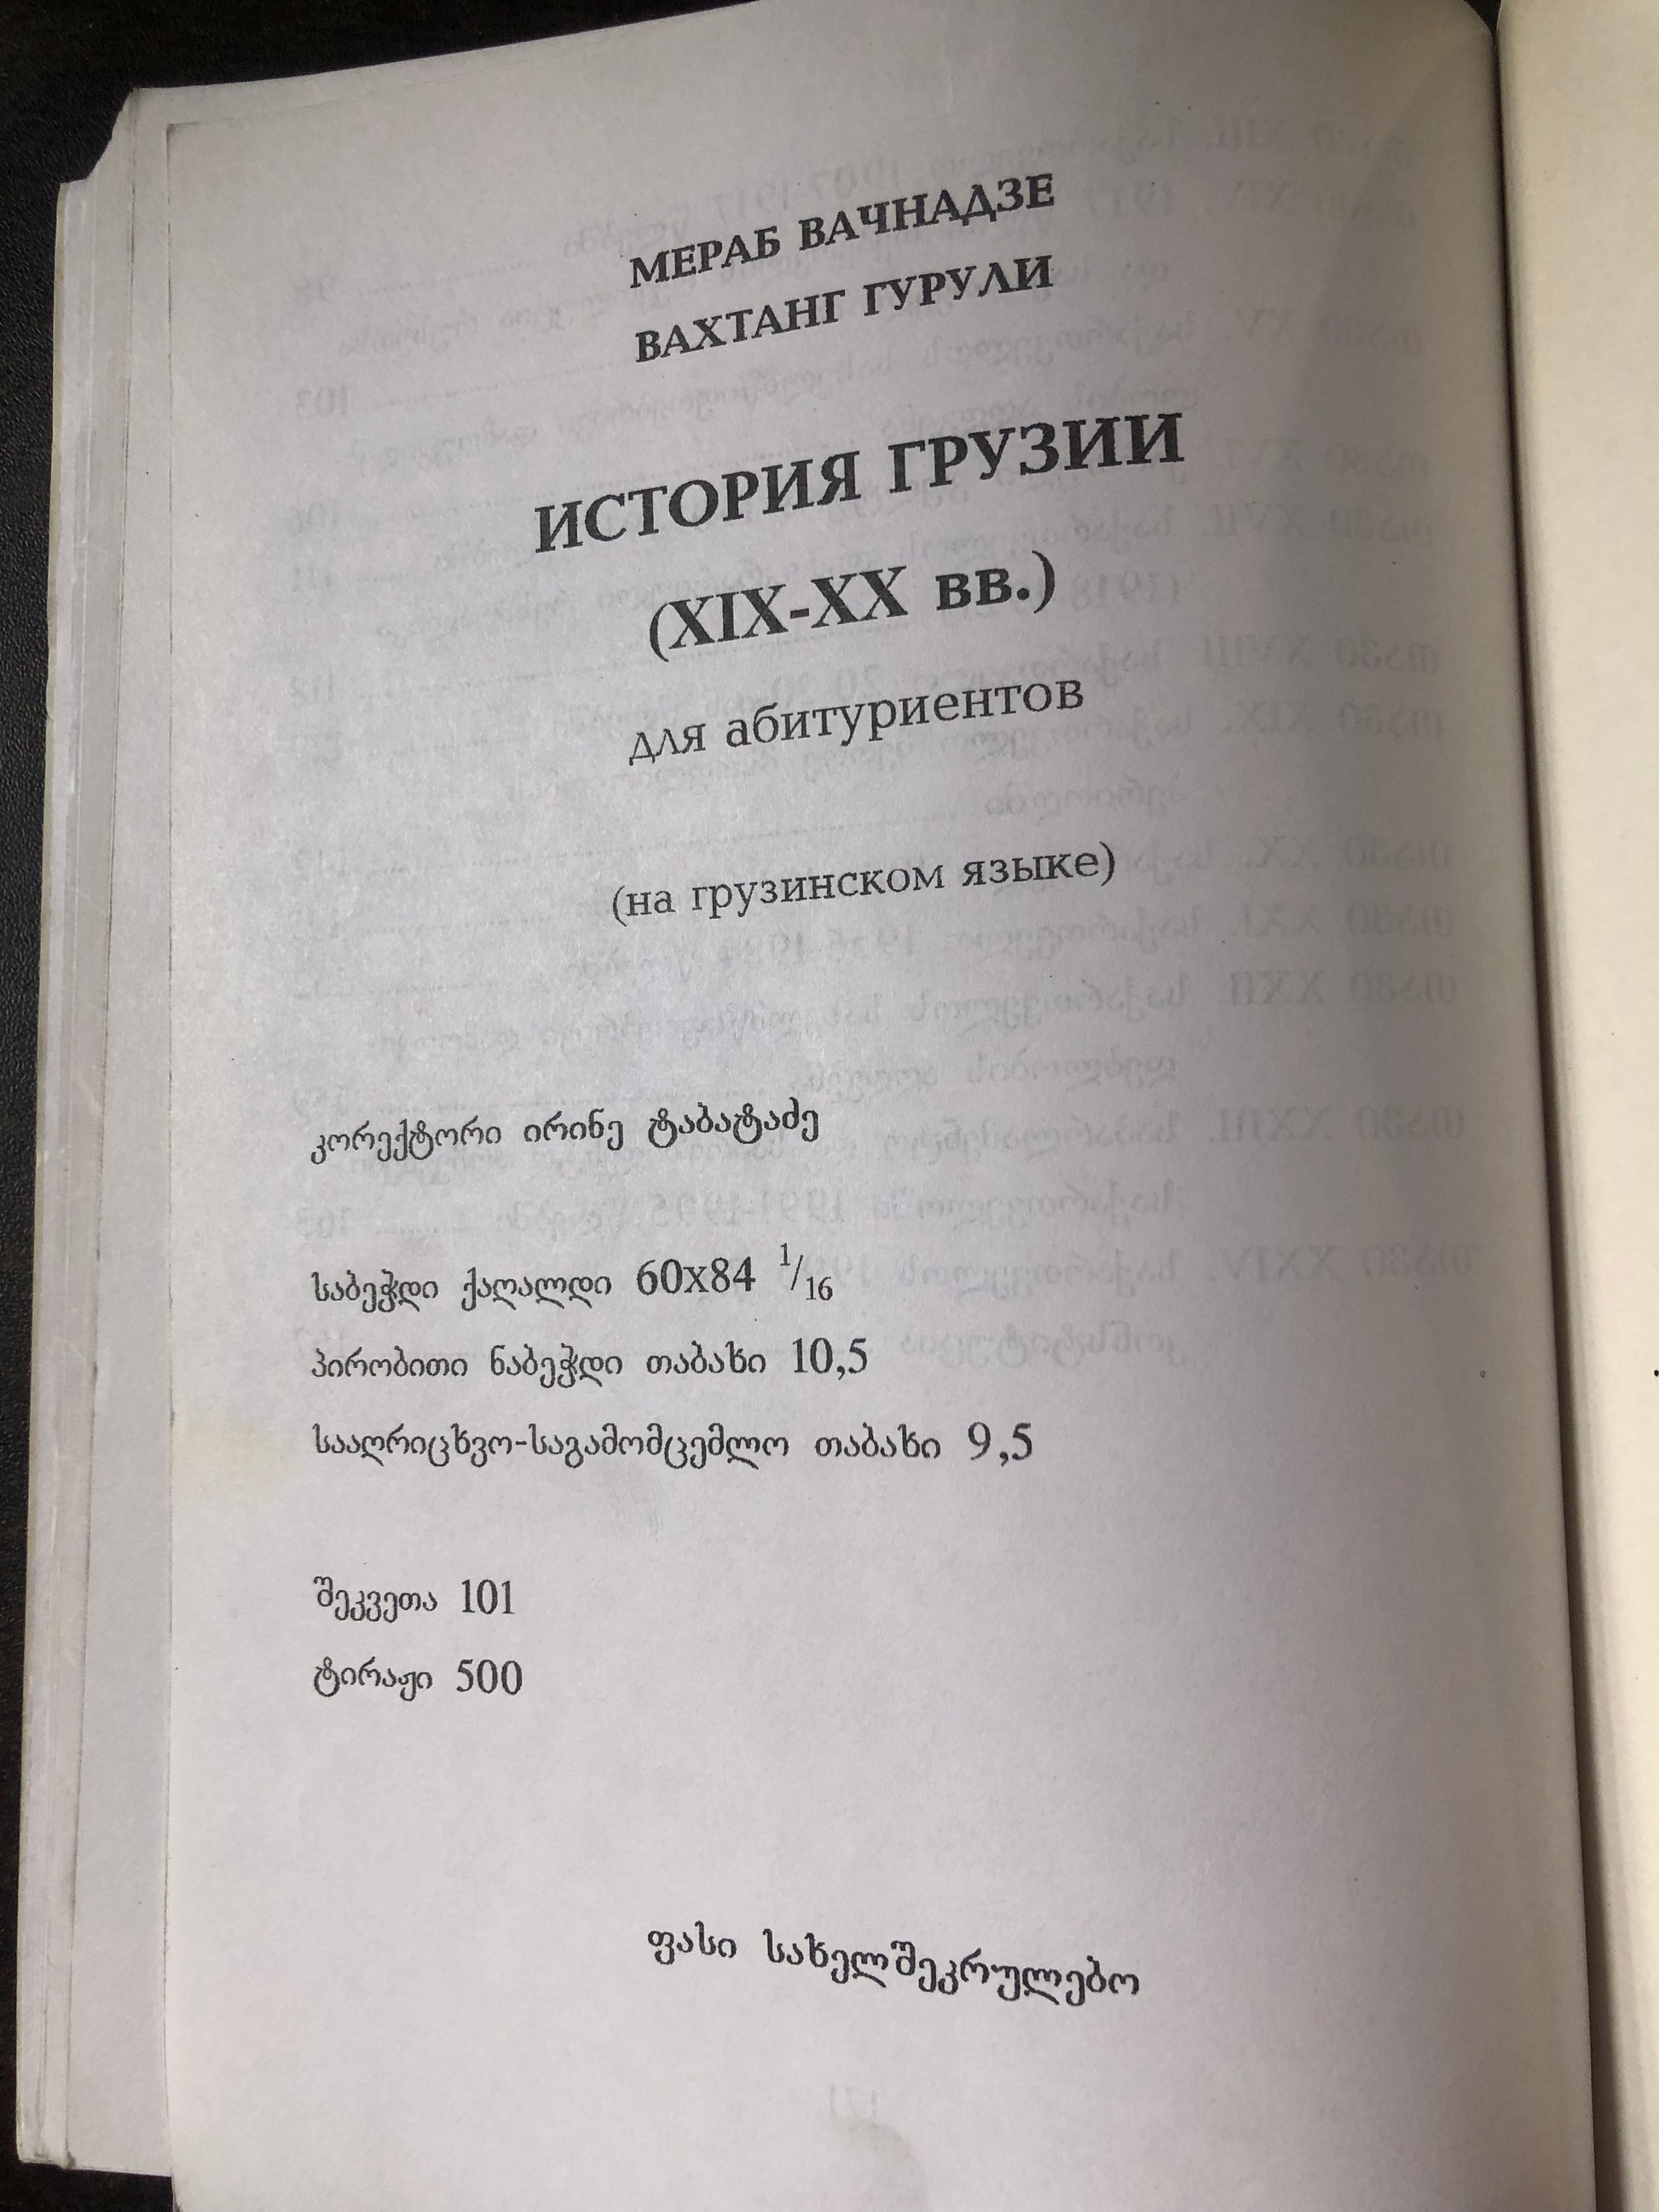 МЕРАБ ВАЧНАДЗЕ
ВАХТАНГ ГУРУЛИ
ИСТОРИЯ ГРУЗИИ
(XIX-XX вв.)
для абитуриентов
(на грузинском языке)
კორექტორი ირინე ტაბატაძე
საბეჭდი ქაღალდი 60x84 1/16
პირობითი ნაბეჭდი თაბახი 10,5
სააღრიცხვო-საგამომცემლო თაბახი 9,5
შეკვეთა 101
ტირაჟი 500
ფასი სახელშეკრულებო